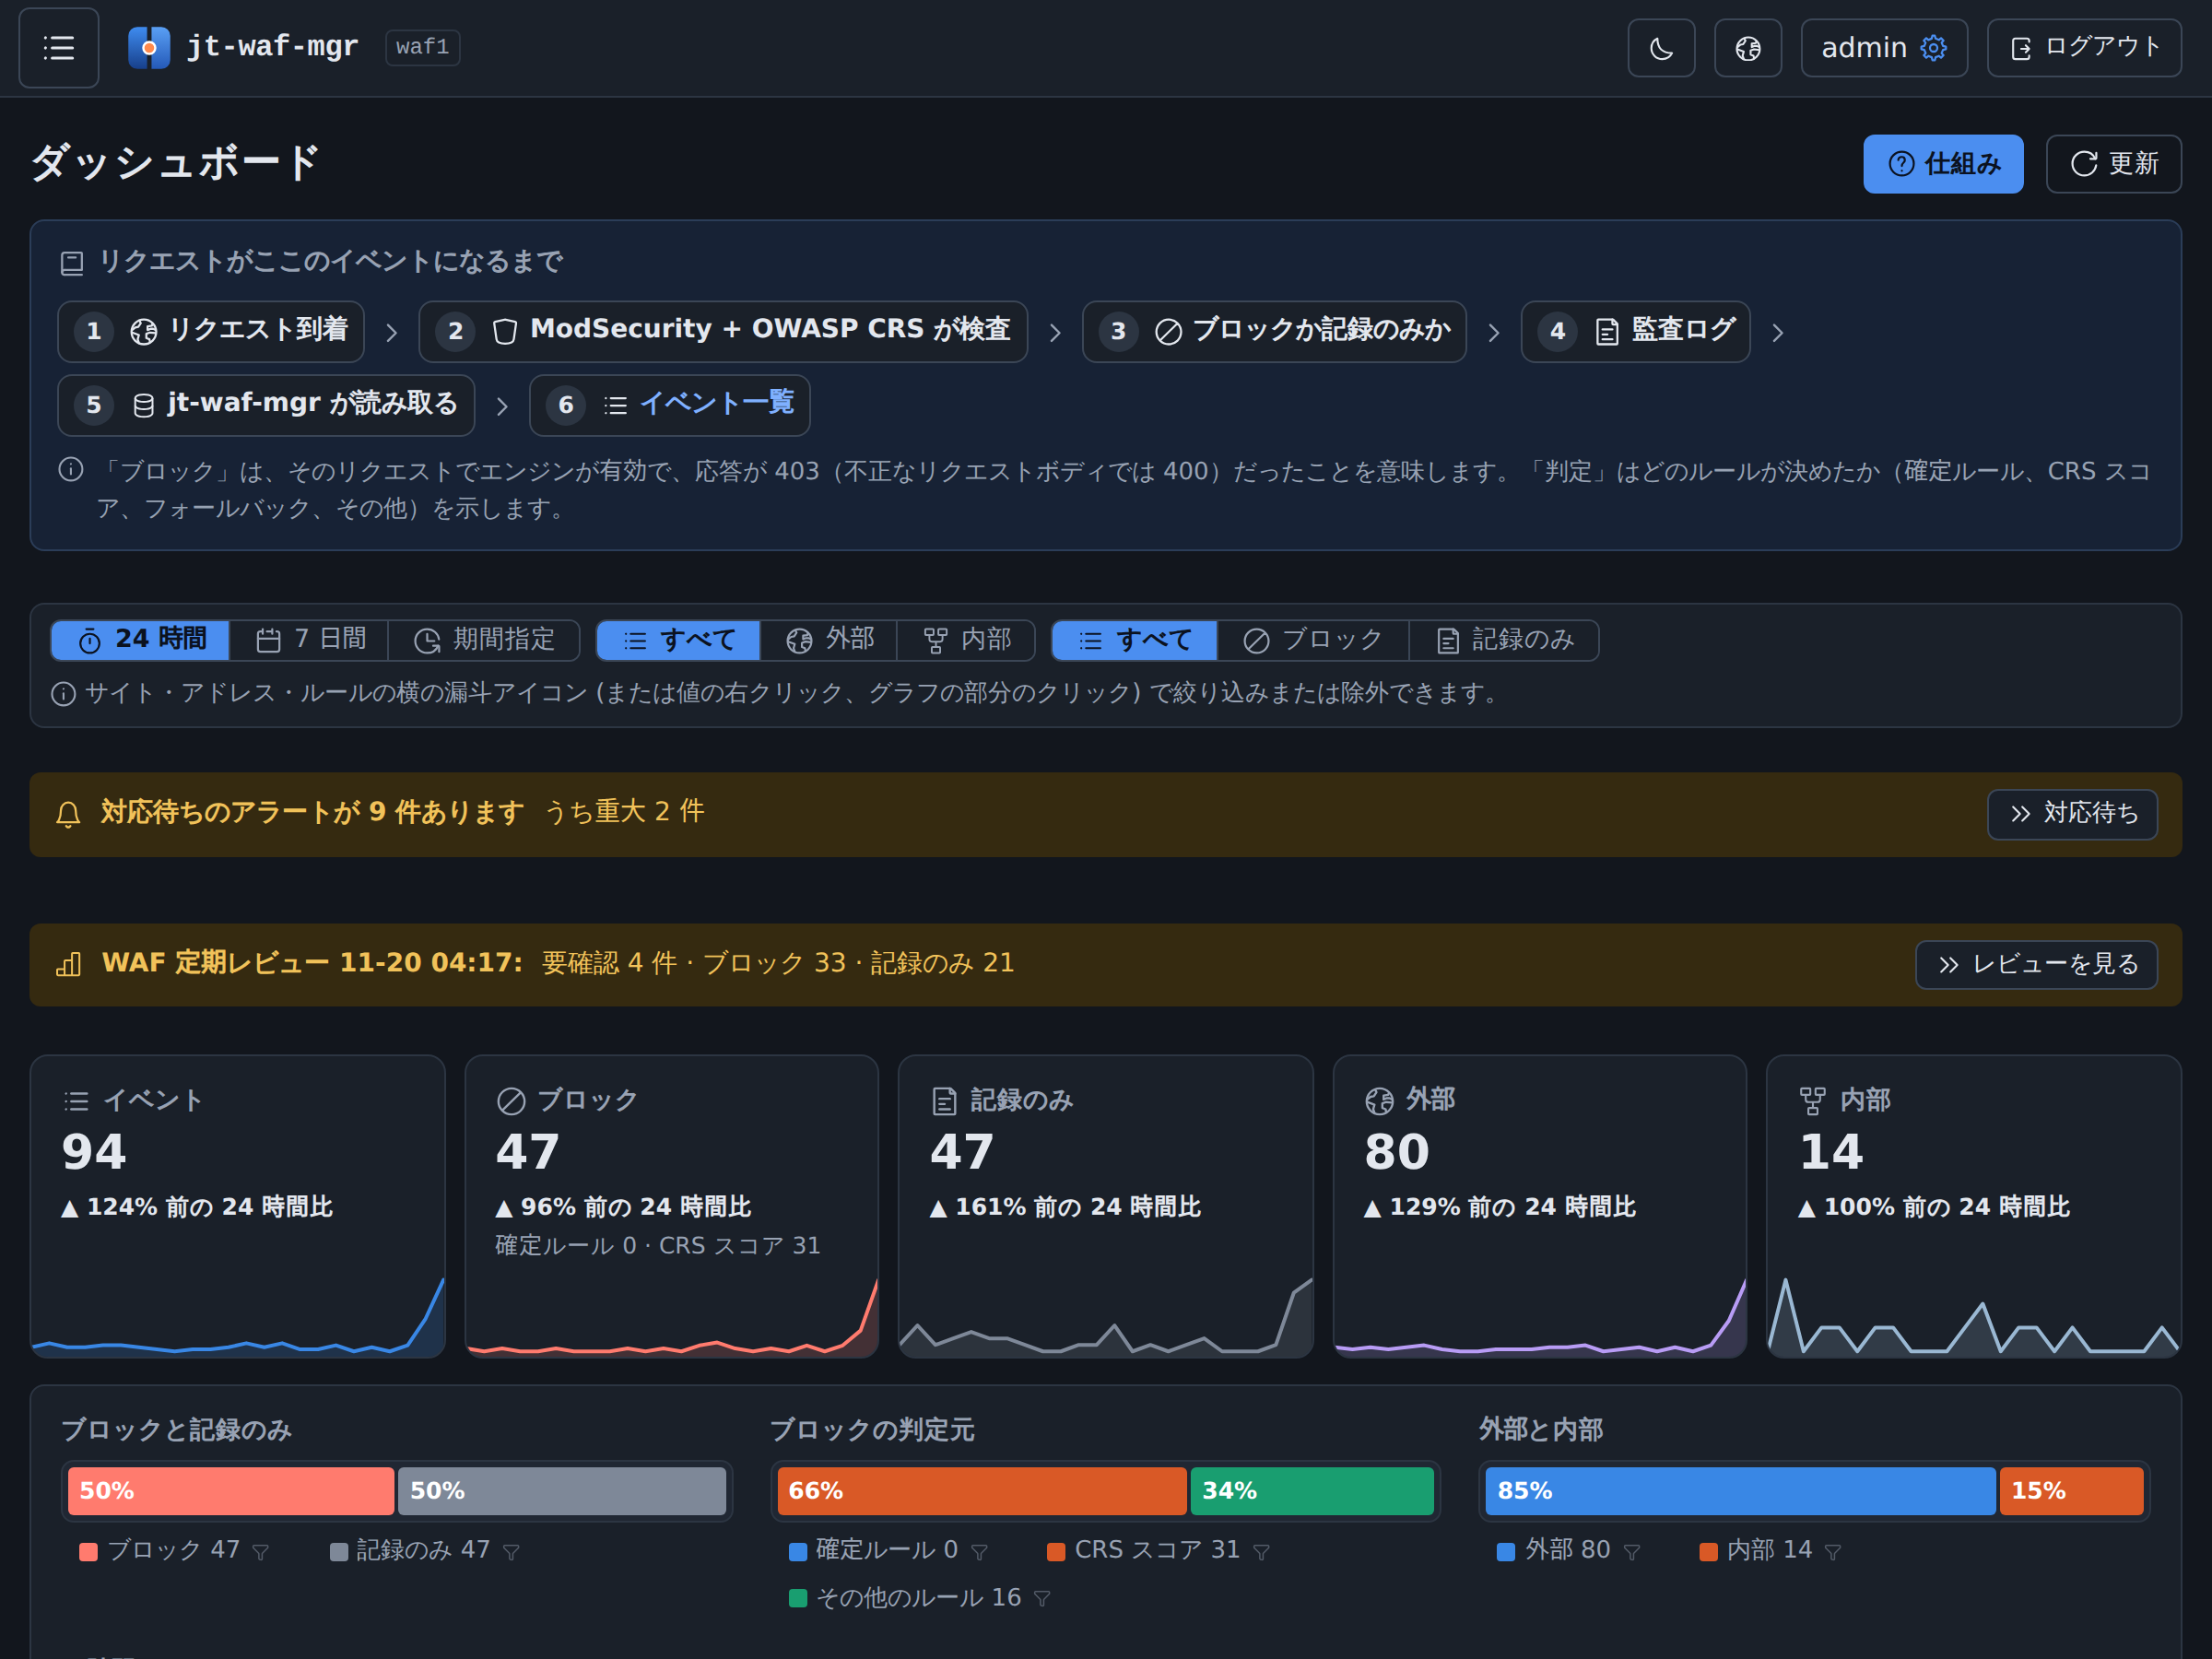 jt-waf-mgr waf1 admin ログアウト
ダッシュボード 仕組み 更新
リクエストがここのイベントになるまで
1 リクエスト到着 2 ModSecurity + OWASP CRS が検査 3 ブロックか記録のみか 4 監査ログ
5 jt-waf-mgr が読み取る 6 イベント一覧
「ブロック」は、そのリクエストでエンジンが有効で、応答が 403（不正なリクエストボディでは 400）だったことを意味します。「判定」はどのルールが決めたか（確定ルール、CRS スコ
ア、フォールバック、その他）を示します。
24 時間 7 日間 期間指定 すべて 外部 内部 すべて ブロック 記録のみ
サイト・アドレス・ルールの横の漏斗アイコン (または値の右クリック、グラフの部分のクリック) で絞り込みまたは除外できます。
対応待ちのアラートが 9 件あります うち重大 2 件 対応待ち
WAF 定期レビュー 11-20 04:17: 要確認 4 件 · ブロック 33 · 記録のみ 21 レビューを見る
イベント ブロック 記録のみ 外部 内部
94 47 47 80 14
▲ 124% 前の 24 時間比 ▲ 96% 前の 24 時間比 ▲ 161% 前の 24 時間比 ▲ 129% 前の 24 時間比 ▲ 100% 前の 24 時間比
確定ルール 0 · CRS スコア 31
ブロックと記録のみ ブロックの判定元 外部と内部
50% 50% 66% 34% 85% 15%
ブロック 47 記録のみ 47 確定ルール 0 CRS スコア 31 外部 80 内部 14
その他のルール 16